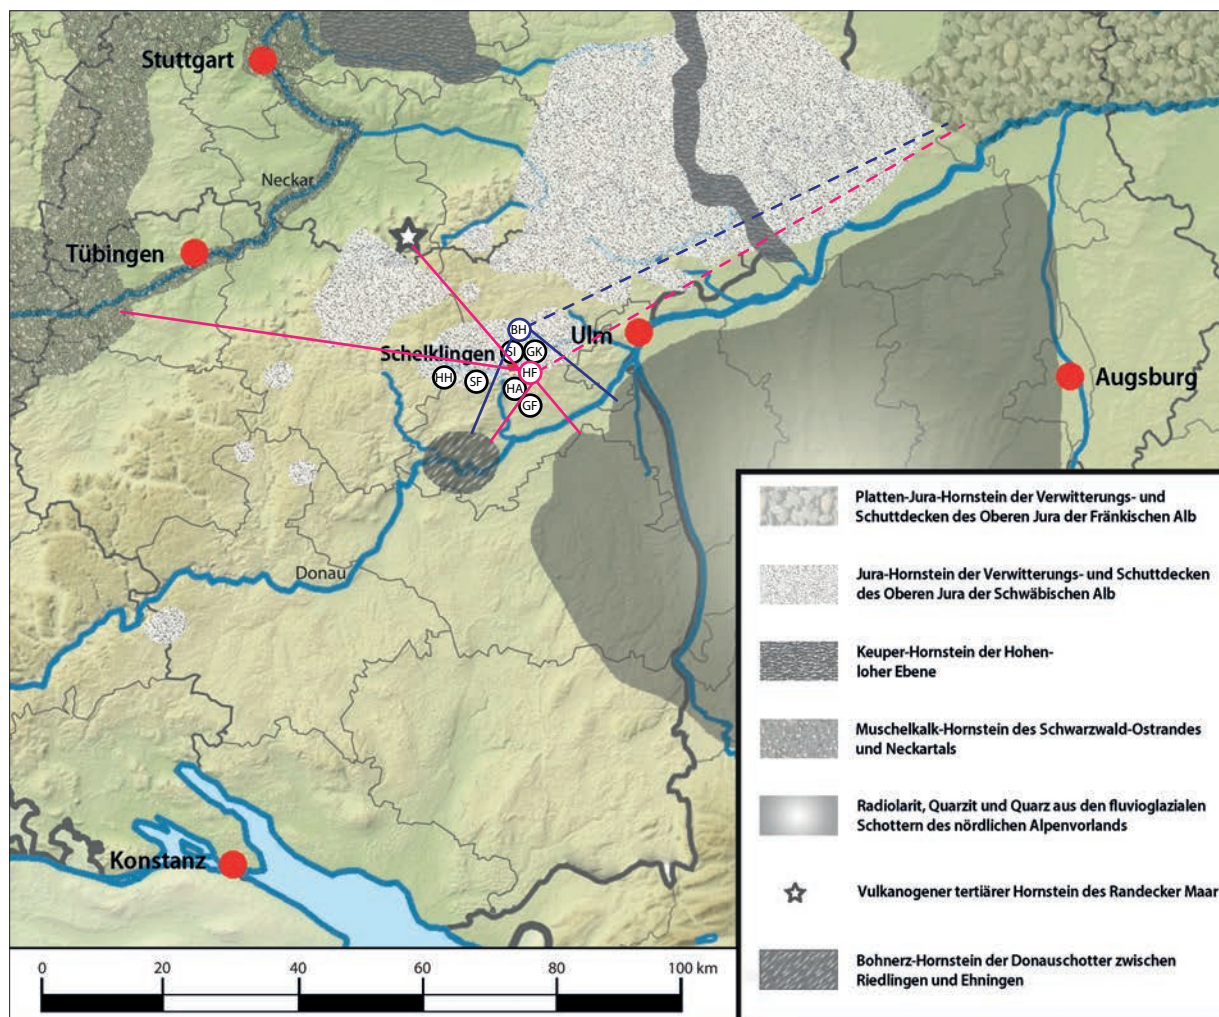 Stuttgart
Neckar
Tübingen
BH
SI
GK
Schelklingen
Ulm
HF
HH
SF
HA
GF
Augsburg
Donau
Konstanz
Platten-Jura-Hornstein der Verwitterungs- und
Schuttdecken des Oberen Jura der Fränkischen Alb
Jura-Hornstein der Verwitterungs- und Schuttdecken
des Oberen Jura der Schwäbischen Alb
Keuper-Hornstein der Hohen-
loher Ebene
Muschelkalk-Hornstein des Schwarzwald-Ostrandes
und Neckartals
Radiolarit, Quarzit und Quarz aus den fluvioglazialen
Schottern des nördlichen Alpenvorlands
Vulkanogener tertiärer Hornstein des Randecker Maar
Bohnerz-Hornstein der Donauschotter zwischen
Riedlingen und Ehningen
0 20 40 60 80 100 km